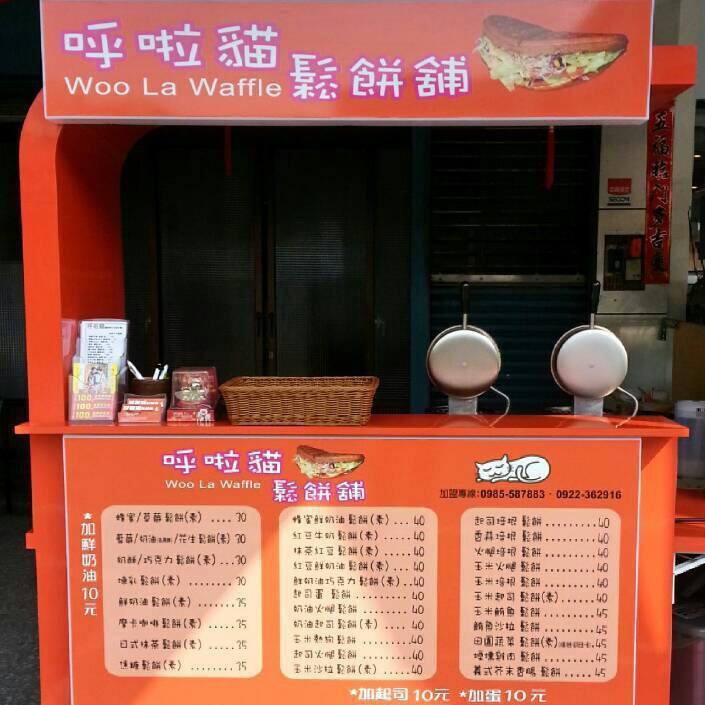 呼啦貓
Woo La Waffle 鬆餅舖
五福臨門多吉慶
呼啦貓
Woo La Waffle 鬆餅舖
加盟專線:0985-587883 · 0922-362916
*加鮮奶油10元
蜂蜜/草莓鬆餅(素) .... 30
藍莓/奶油/花生鬆餅(素) 30
奶酥/巧克力鬆餅(素) ... 30
煉乳鬆餅(素) ........ 30
鮮奶油鬆餅(素) ....... 35
摩卡咖啡鬆餅(素) ..... 35
日式抹茶鬆餅(素) ..... 35
焦糖鬆餅(素) ........ 35
蜂蜜鮮奶油鬆餅(素) ... 40
紅豆牛奶鬆餅(素) ..... 40
抹茶紅豆鬆餅(素) ..... 40
紅豆鮮奶油鬆餅(素) ... 40
鮮奶油巧克力鬆餅(素) . 40
起司蛋鬆餅 .......... 40
奶油火腿鬆餅 ........ 40
奶油起司鬆餅(素) ..... 40
玉米熱狗鬆餅 ........ 40
起司火腿鬆餅 ........ 40
玉米沙拉鬆餅(素) ..... 40
起司培根鬆餅 .......... 40
香蒜培根鬆餅 .......... 40
火腿培根鬆餅 .......... 40
玉米培根鬆餅 .......... 40
玉米起司鬆餅(素) ...... 40
玉米鮪魚鬆餅 .......... 45
鮪魚沙拉鬆餅 .......... 45
田園蔬菜鬆餅(素) 45
燻雞肉鬆餅 .......... 45
義式芥末香腸鬆餅 ..... 45
*加起司10元 *加蛋10元
100
100
100